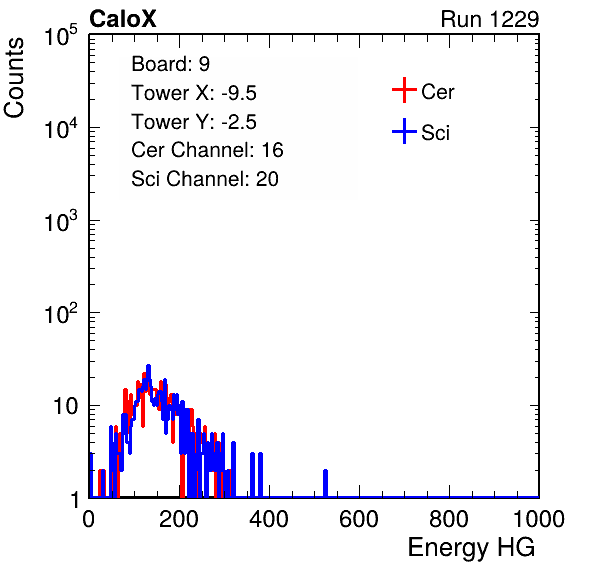 CaloX Run 1229
Counts
10^5
10^4
10^3
10^2
10
1
Board: 9
Tower X: -9.5
Tower Y: -2.5
Cer Channel: 16
Sci Channel: 20
Cer
Sci
0 200 400 600 800 1000
Energy HG